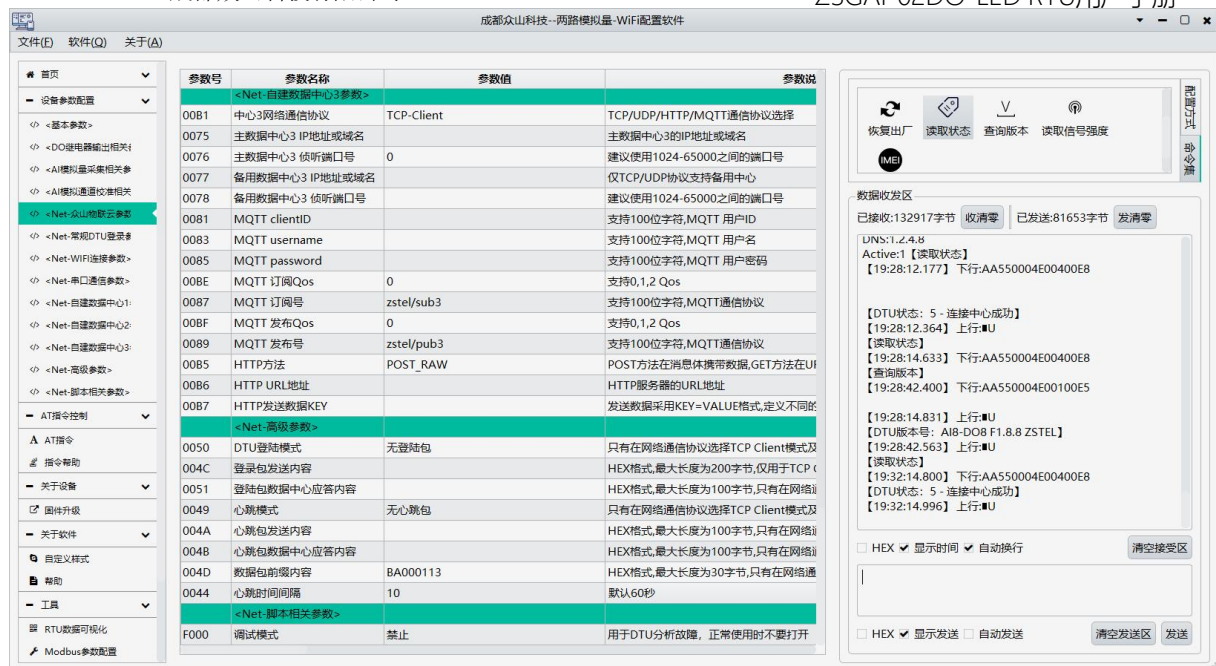 成都众山科技--两路模拟量-WiFi配置软件
文件(F) 软件(Q) 关于(A)
首页
设备参数配置
<基本参数>
<DO继电器输出相关
<AI模拟量采集相关参
<AI模拟通道校准相关
<Net-众山物联云参数
<Net-常规DTU登录参
<Net-WIFI连接参数>
<Net-串口通信参数>
<Net-自建数据中心1
<Net-自建数据中心2
<Net-自建数据中心3
<Net-高级参数>
<Net-脚本相关参数>
AT指令控制
AT指令
指令帮助
关于设备
固件升级
关于软件
自定义样式
帮助
工具
RTU数据可视化
Modbus参数配置
参数号 参数名称 参数值 参数说
<Net-自建数据中心3参数>
00B1 中心3网络通信协议 TCP-Client TCP/UDP/HTTP/MQTT通信协议选择
0075 主数据中心3 IP地址或域名 主数据中心3的IP地址或域名
0076 主数据中心3 侦听端口号 0 建议使用1024-65000之间的端口号
0077 备用数据中心3 IP地址或域名 仅TCP/UDP协议支持备用中心
0078 备用数据中心3 侦听端口号 建议使用1024-65000之间的端口号
0081 MQTT clientID 支持100位字符,MQTT 用户ID
0083 MQTT username 支持100位字符,MQTT 用户名
0085 MQTT password 支持100位字符,MQTT 用户密码
00BE MQTT 订阅Qos 0 支持0,1,2 Qos
0087 MQTT 订阅号 zstel/sub3 支持100位字符,MQTT通信协议
00BF MQTT 发布Qos 0 支持0,1,2 Qos
0089 MQTT 发布号 zstel/pub3 支持100位字符,MQTT通信协议
00B5 HTTP方法 POST_RAW POST方法在消息体携带数据,GET方法在UR
00B6 HTTP URL地址 HTTP服务器的URL地址
00B7 HTTP发送数据KEY 发送数据采用KEY=VALUE格式,定义不同的
<Net-高级参数>
0050 DTU登陆模式 无登陆包 只有在网络通信协议选择TCP Client模式及
004C 登录包发送内容 HEX格式,最大长度为200字节,仅用于TCP C
0051 登陆包数据中心应答内容 HEX格式,最大长度为100字节,只有在网络通
0049 心跳模式 无心跳包 只有在网络通信协议选择TCP Client模式及
004A 心跳包发送内容 HEX格式,最大长度为100字节,只有在网络通
004B 心跳包数据中心应答内容 HEX格式,最大长度为100字节,只有在网络通
004D 数据包前缀内容 BA000113 HEX格式,最大长度为30字节,只有在网络通
0044 心跳时间间隔 10 默认60秒
<Net-脚本相关参数>
F000 调试模式 禁止 用于DTU分析故障，正常使用时不要打开
恢复出厂 读取状态 查询版本 读取信号强度
IMEI
配置方式
命令集
数据收发区
已接收:132917字节 收清零 已发送:81653字节 发清零
DNS:1.2.4.8
Active:1【读取状态】
【19:28:12.177】下行:AA550004E00400E8
【DTU状态：5 - 连接中心成功】
【19:28:12.364】上行:■U
【读取状态】
【19:28:14.633】下行:AA550004E00400E8
【查询版本】
【19:28:42.400】下行:AA550004E00100E5
【19:28:14.831】上行:■U
【DTU版本号：AI8-DO8 F1.8.8 ZSTEL】
【19:28:42.563】上行:■U
【读取状态】
【19:32:14.800】下行:AA550004E00400E8
【DTU状态：5 - 连接中心成功】
【19:32:14.996】上行:■U
HEX 显示时间 自动换行 清空接受区
HEX 显示发送 自动发送 清空发送区 发送